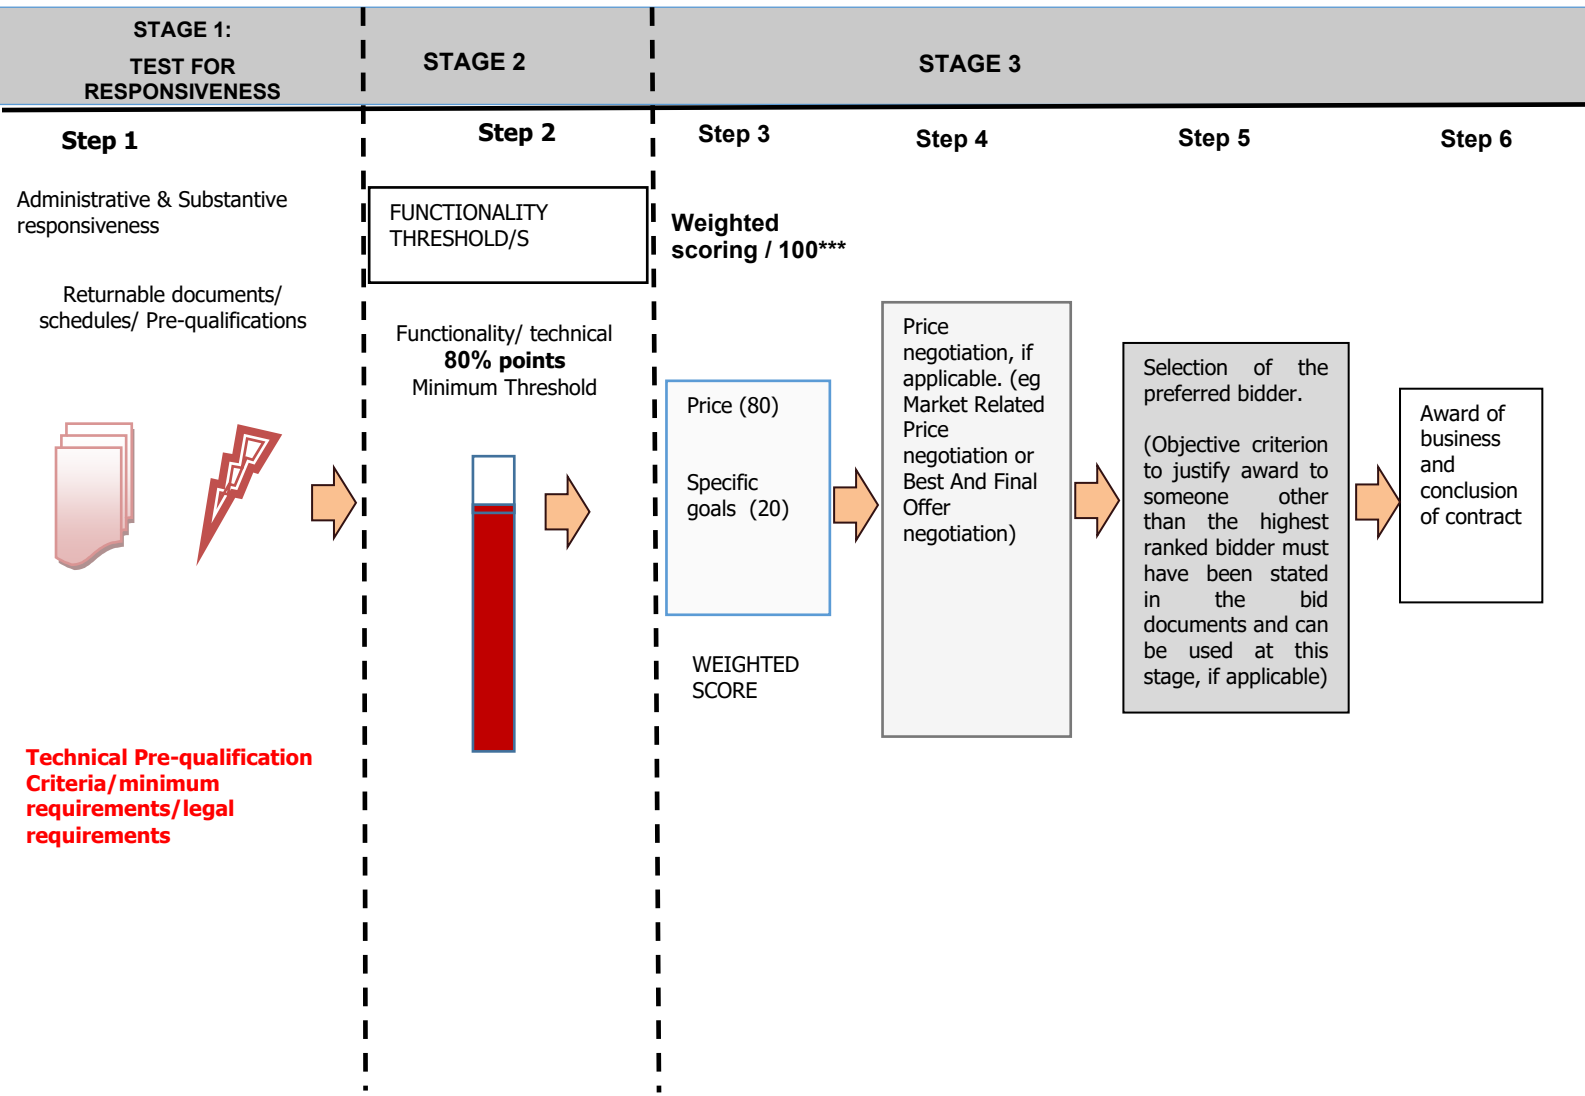 STAGE 1:
TEST FOR
RESPONSIVENESS
STAGE 2
STAGE 3
Step 1
Step 2
Step 3
Step 4
Step 5
Step 6
Administrative & Substantive
responsiveness
Returnable documents/
schedules/ Pre-qualifications
Technical Pre-qualification
Criteria/minimum
requirements/legal
requirements
FUNCTIONALITY
THRESHOLD/S
Functionality/ technical
80% points
Minimum Threshold
Weighted
scoring / 100***
Price (80)
Specific
goals (20)
WEIGHTED
SCORE
Price
negotiation, if
applicable. (eg
Market Related
Price
negotiation or
Best And Final
Offer
negotiation)
Selection of the
preferred bidder.
(Objective criterion
to justify award to
someone other
than the highest
ranked bidder must
have been stated
in the bid
documents and can
be used at this
stage, if applicable)
Award of
business
and
conclusion
of contract